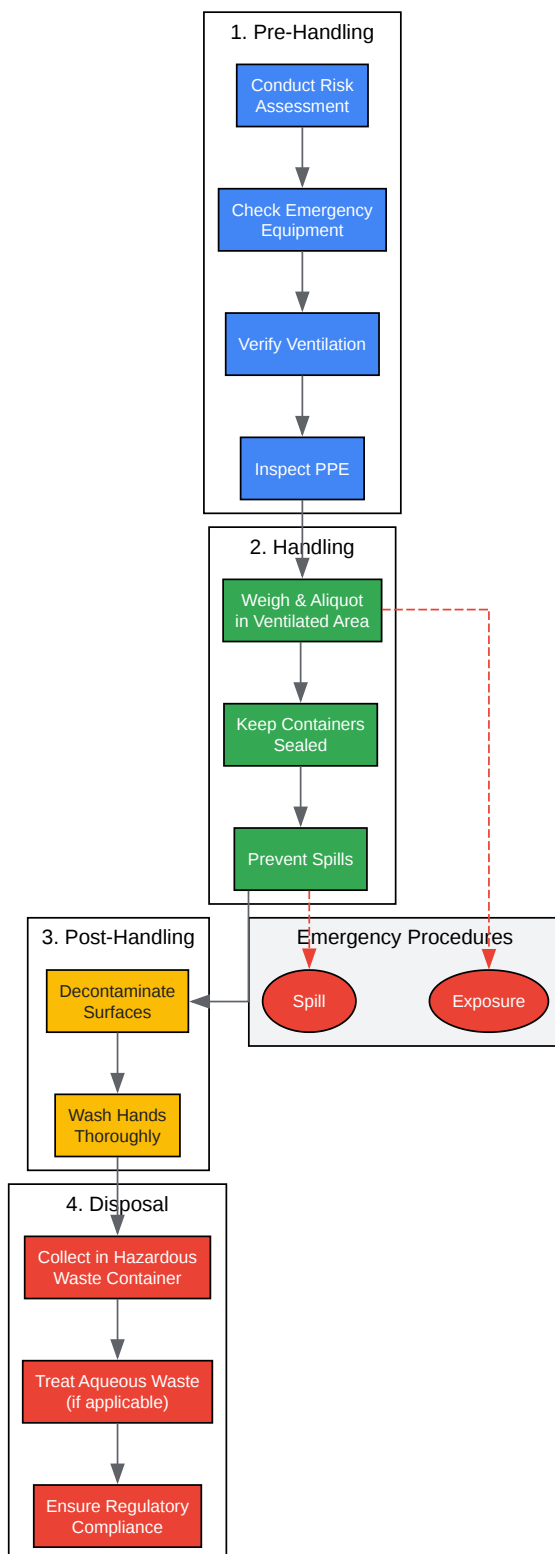 1. Pre-Handling
Conduct Risk
Assessment
Check Emergency
Equipment
Verify Ventilation
Inspect PPE
2. Handling
Weigh & Aliquot
in Ventilated Area
Keep Containers
Sealed
Prevent Spills
3. Post-Handling
Decontaminate
Surfaces
Wash Hands
Thoroughly
Emergency Procedures
Spill
Exposure
4. Disposal
Collect in Hazardous
Waste Container
Treat Aqueous Waste
(if applicable)
Ensure Regulatory
Compliance